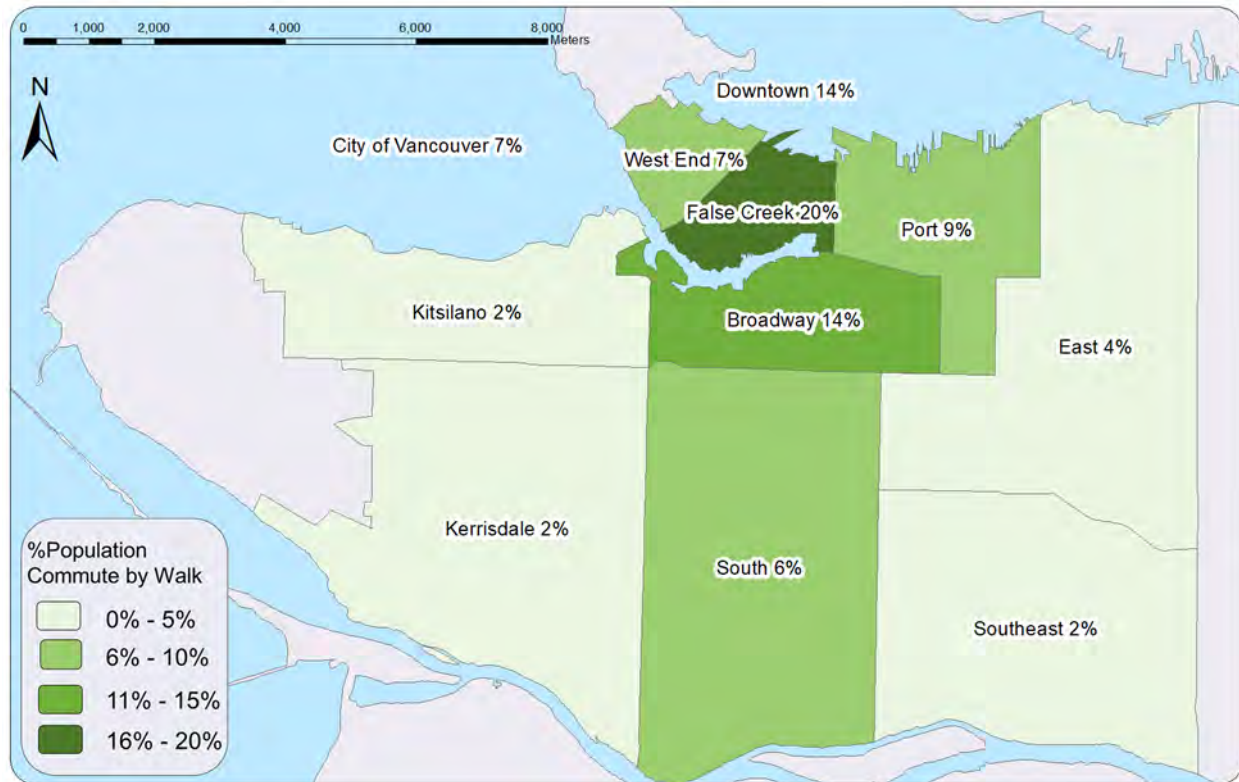 0 1,000 2,000 4,000 6,000 8,000
Meters
N
Downtown 14%
City of Vancouver 7%
West End 7%
False Creek 20%
Port 9%
Kitsilano 2%
Broadway 14%
East 4%
Kerrisdale 2%
South 6%
Southeast 2%
%Population
Commute by Walk
0% - 5%
6% - 10%
11% - 15%
16% - 20%